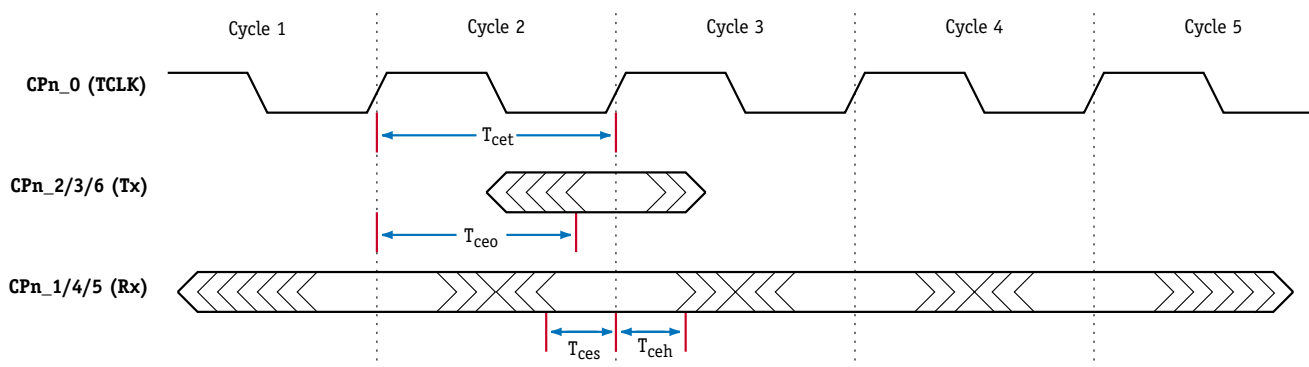 Cycle 1
Cycle 2
Cycle 3
Cycle 4
Cycle 5
CPn_0 (TCLK)
Tcet
CPn_2/3/6 (Tx)
Tceo
CPn_1/4/5 (Rx)
Tces
Tceh